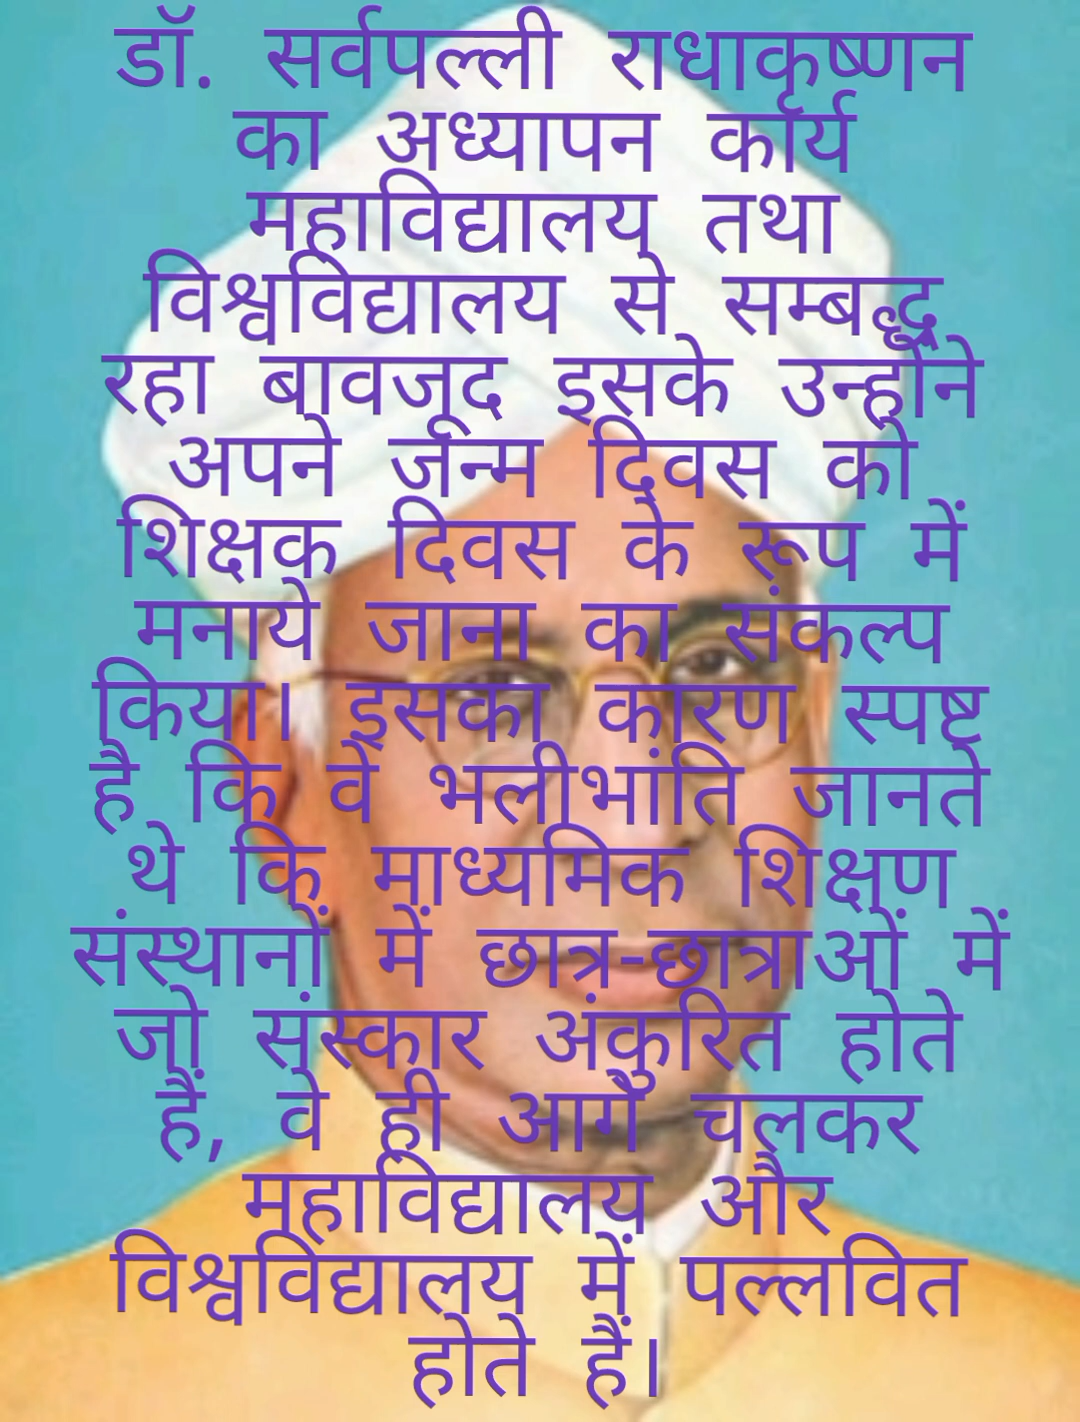 डॉ. सर्वपल्ली राधाकृष्णन
का अध्यापन कार्य
महाविद्यालय तथा
विश्वविद्यालय से सम्बद्ध
रहा बावजूद इसके उन्होंने
अपने जन्म दिवस को
शिक्षक दिवस के रूप में
मनाये जाना का संकल्प
किया। इसका कारण स्पष्ट
है कि वे भलीभांति जानते
थे कि माध्यमिक शिक्षण
संस्थानों में छात्र-छात्राओं में
जो संस्कार अंकुरित होते
हैं, वे ही आगे चलकर
महाविद्यालय और
विश्वविद्यालय में पल्लवित
होते हैं।